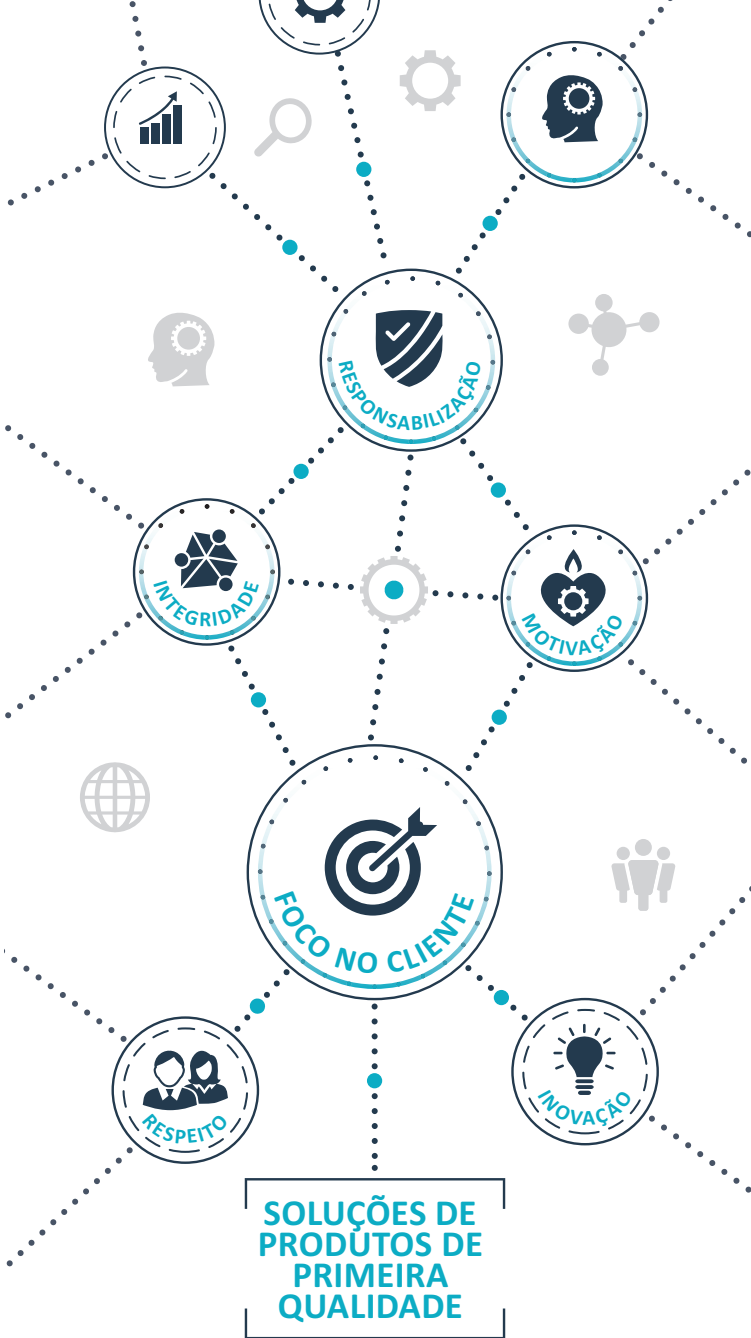 RESPONSABILIZAÇÃO
INTEGRIDADE
MOTIVAÇÃO
FOCO NO CLIENTE
RESPEITO
INOVAÇÃO
SOLUÇÕES DE
PRODUTOS DE
PRIMEIRA
QUALIDADE